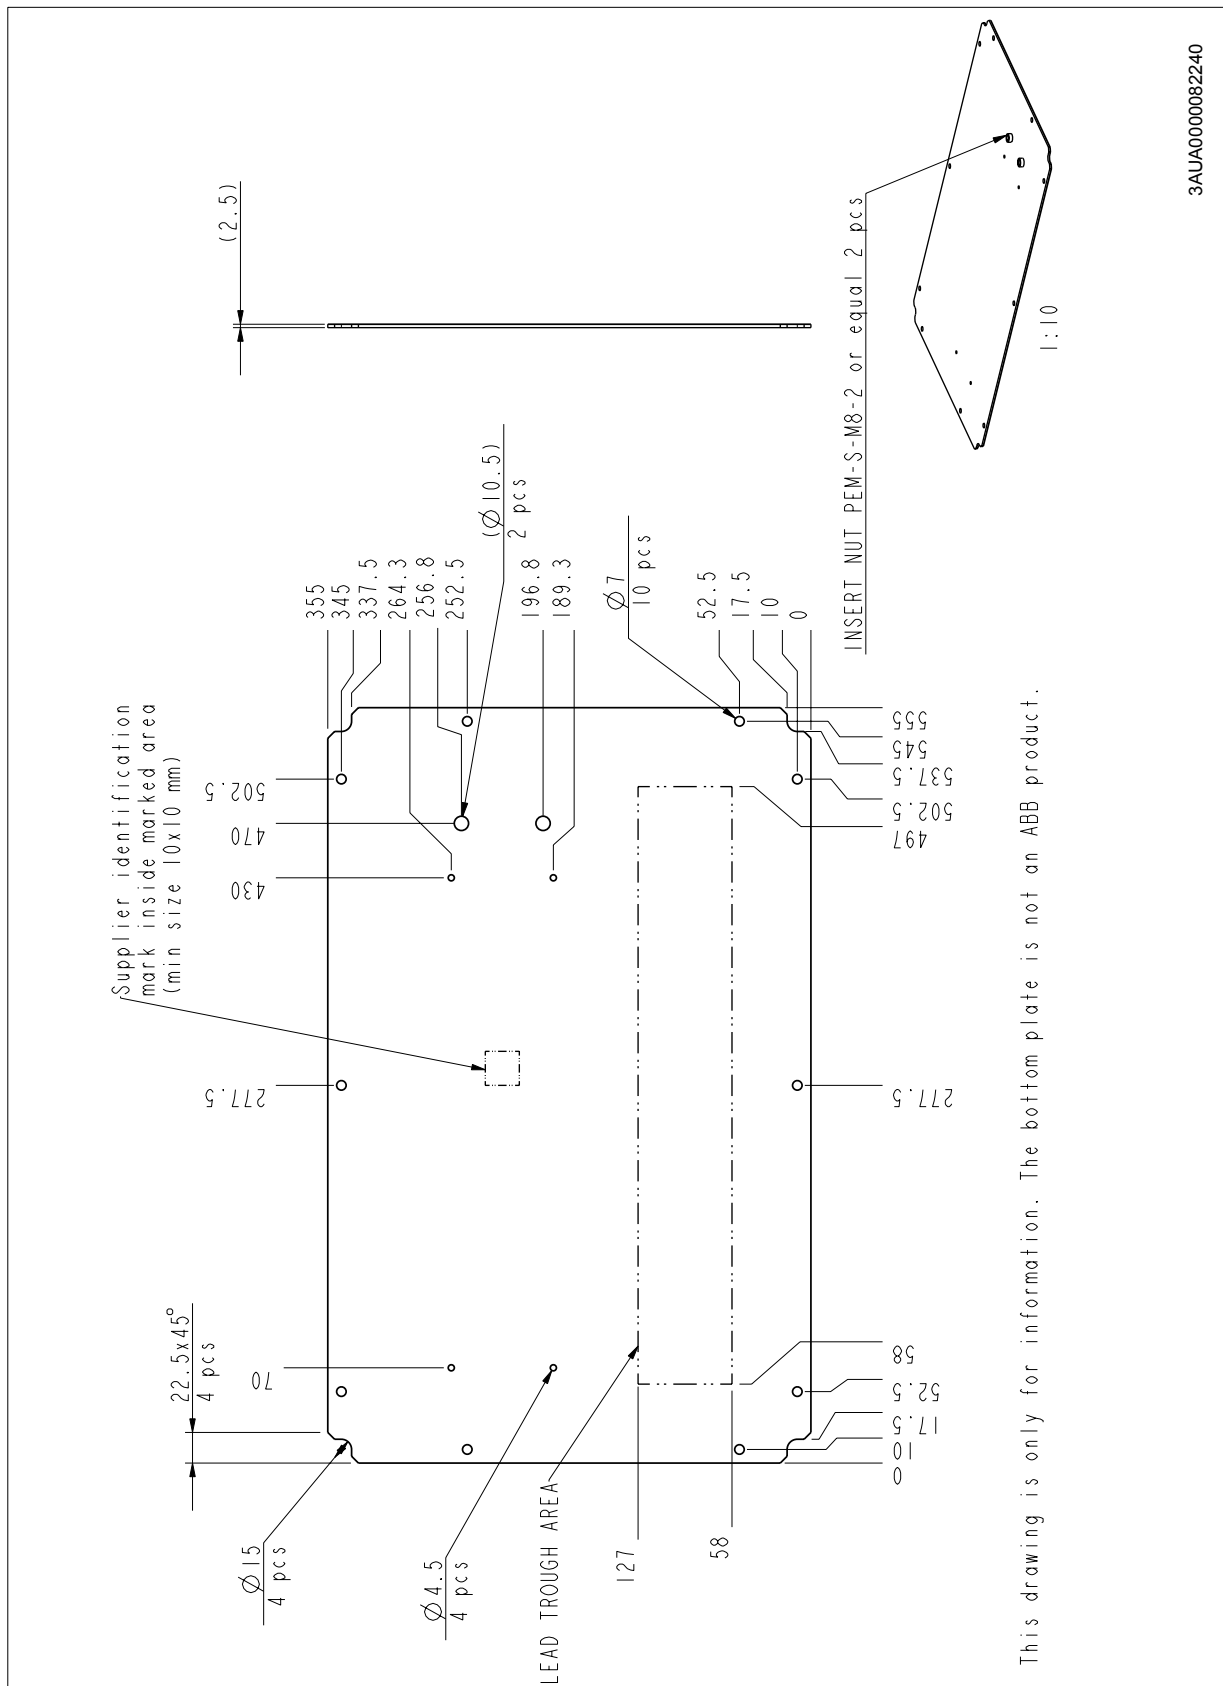 3AUA0000082240
(2.5)
INSERT NUT PEM-S-M8-2 or equal 2 pcs
1:10
Supplier identification
mark inside marked area
(min size 10x10 mm)
(Ø10.5)
2 pcs
Ø7
10 pcs
355
345
337.5
264.3
256.8
252.5
196.8
189.3
52.5
17.5
10
0
502.5
470
430
277.5
70
22.5x45°
4 pcs
Ø15
4 pcs
Ø4.5
4 pcs
LEAD TROUGH AREA
127
58
555
545
537.5
502.5
497
277.5
58
52.5
17.5
10
0
This drawing is only for information. The bottom plate is not an ABB product.